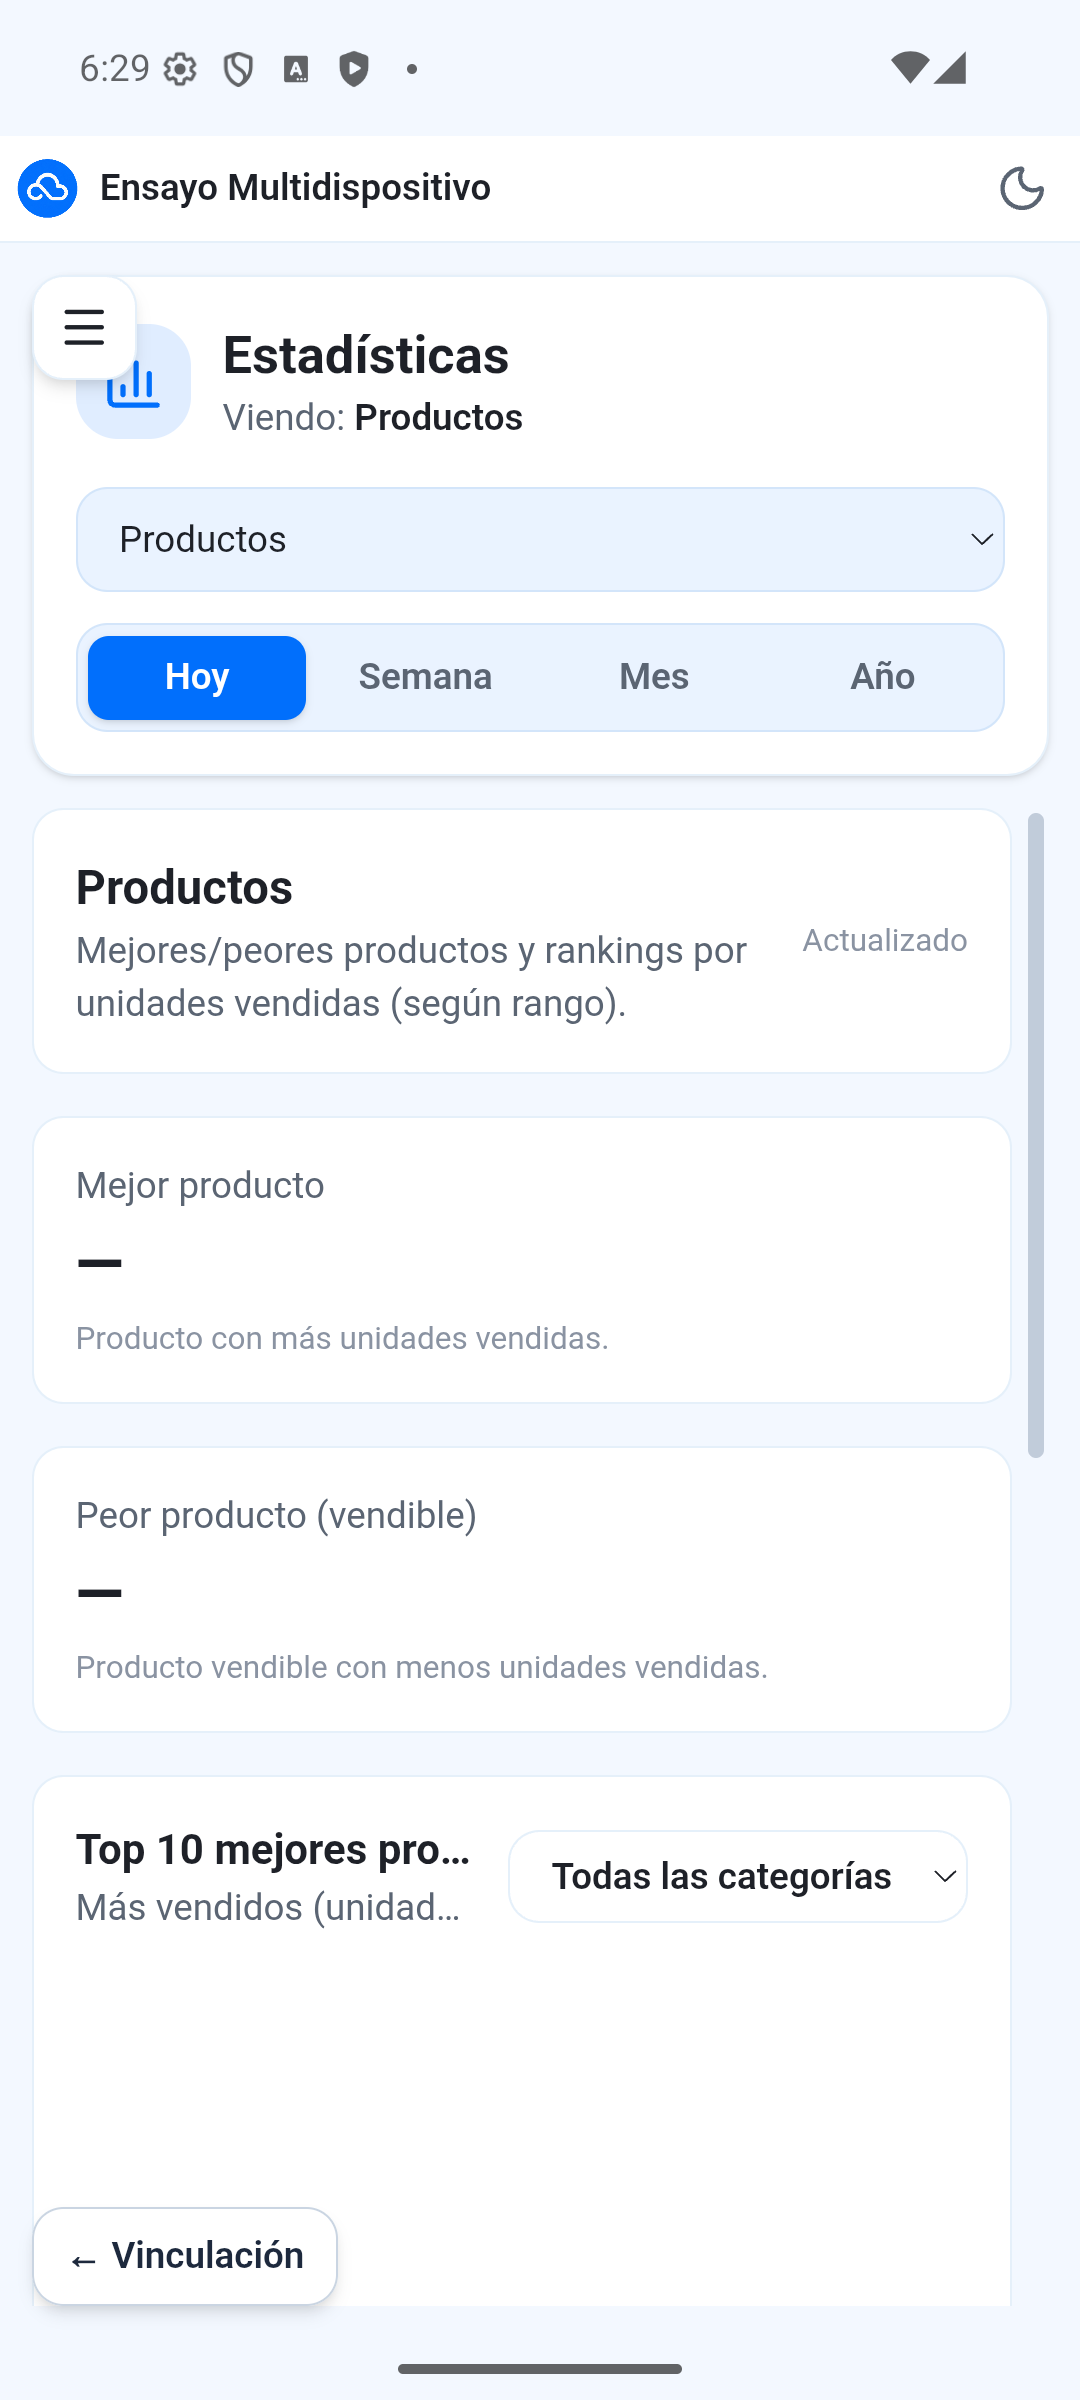 6:29
Ensayo Multidispositivo
Estadísticas
Viendo: Productos
Productos
Hoy
Semana
Mes
Año
Productos
Mejores/peores productos y rankings por
unidades vendidas (según rango).
Actualizado
Mejor producto
—
Producto con más unidades vendidas.
Peor producto (vendible)
—
Producto vendible con menos unidades vendidas.
Top 10 mejores pro...
Más vendidos (unidad...
Todas las categorías
← Vinculación